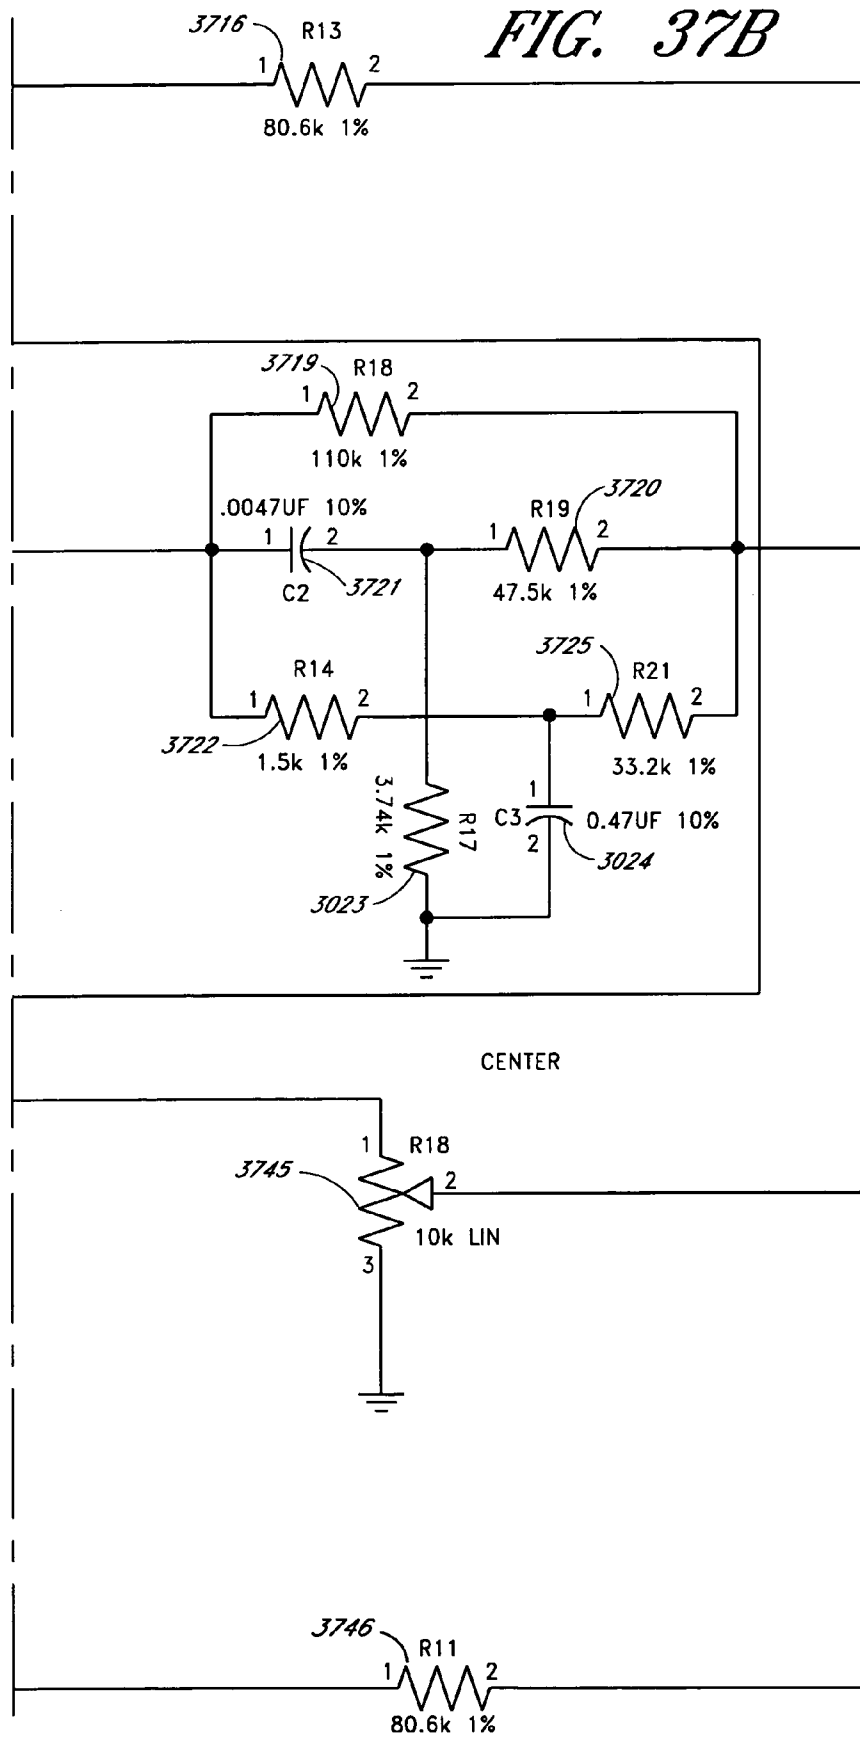 FIG. 37B
3716
R13
1
2
80.6k 1%
3719
R18
1
2
110k 1%
.0047UF 10%
1
2
C2
3721
R19
3720
1
2
47.5k 1%
3725
R14
1
2
3722
1.5k 1%
R21
1
2
33.2k 1%
3.74k 1%
R17
3023
1
C3
2
0.47UF 10%
3024
CENTER
1
R18
3745
2
10k LIN
3
3746
R11
1
2
80.6k 1%